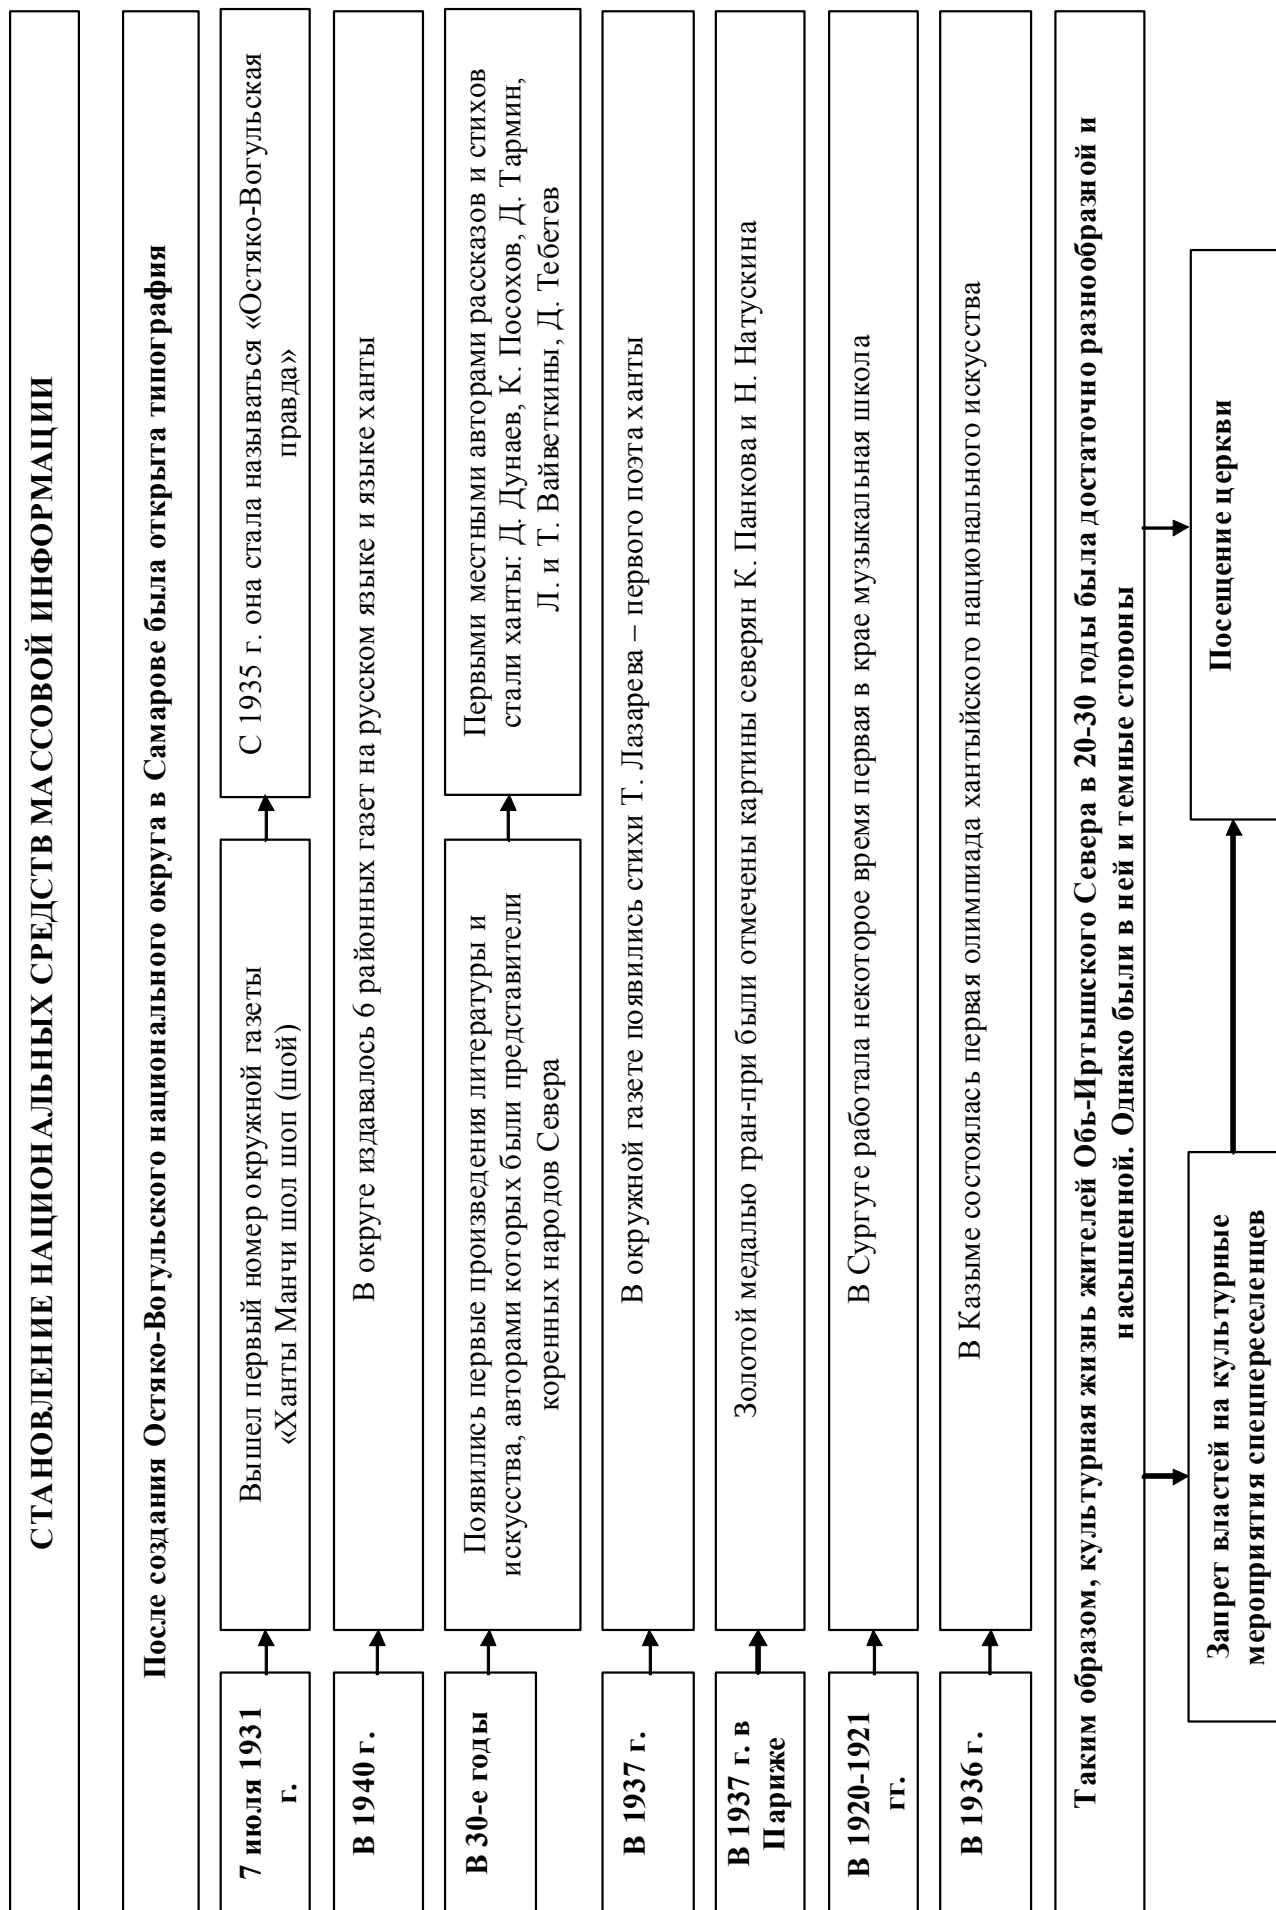 СТАНОВЛЕНИЕ НАЦИОНАЛЬНЫХ СРЕДСТВ МАССОВОЙ ИНФОРМАЦИИ
После создания Остяко-Вогульского национального округа в Самарове была открыта типография
7 июля 1931
г.
Вышел первый номер окружной газеты
«Ханты Манчи шол шоп (шой)
С 1935 г. она стала называться «Остяко-Вогульская
правда»
В 1940 г.
В округе издавалось 6 районных газет на русском языке и языке ханты
В 30-е годы
Появились первые произведения литературы и
искусства, авторами которых были представители
коренных народов Севера
Первыми местными авторами рассказов и стихов
стали ханты: Д. Дунаев, К. Посохов, Д. Тармин,
Л. и Т. Вайветкины, Д. Тебетев
В 1937 г.
В окружной газете появились стихи Т. Лазарева – первого поэта ханты
В 1937 г. в
Париже
Золотой медалью гран-при были отмечены картины северян К. Панкова и Н. Натускина
В 1920-1921
гг.
В Сургуте работала некоторое время первая в крае музыкальная школа
В 1936 г.
В Казыме состоялась первая олимпиада хантыйского национального искусства
Таким образом, культурная жизнь жителей Обь-Иртышского Севера в 20-30 годы была достаточно разнообразной и
насыщенной. Однако были в ней и темные стороны
Запрет властей на культурные
мероприятия спецпереселенцев
Посещение церкви